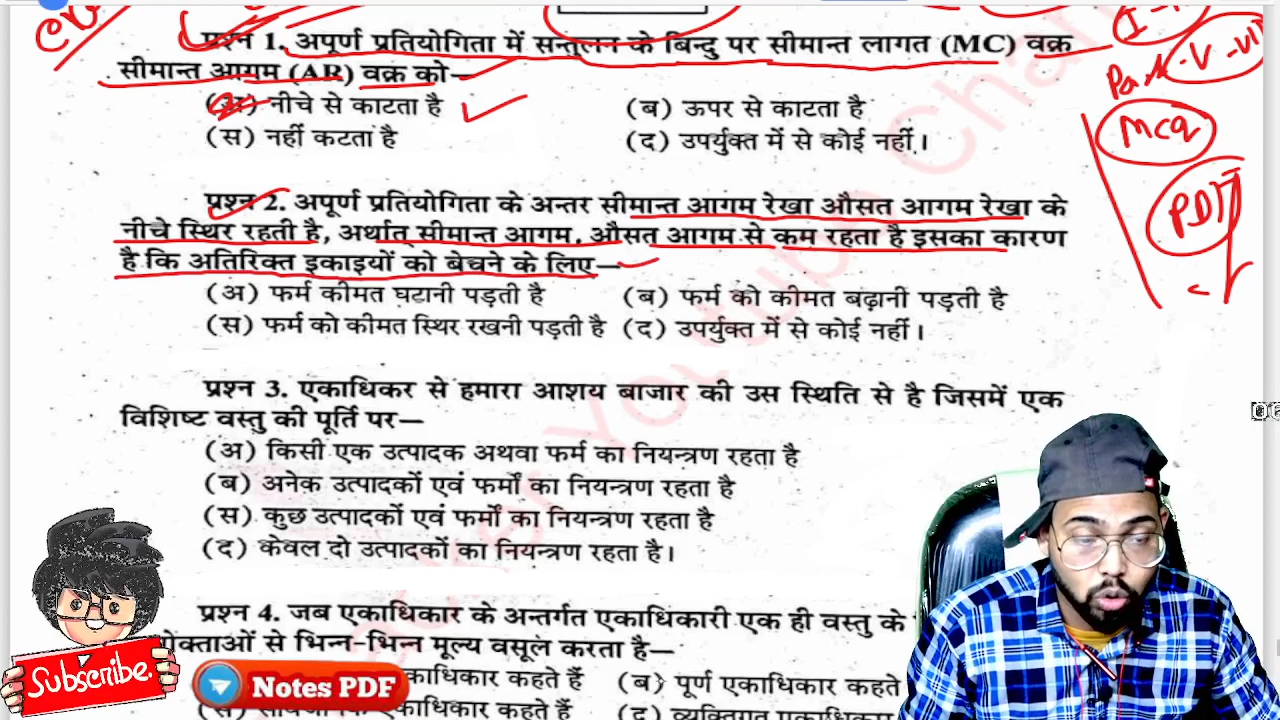 प्रश्न 1. अपूर्ण प्रतियोगिता में सन्तुलन के बिन्दु पर सीमान्त लागत (MC) वक्र
सीमान्त आगम (AR) वक्र को—
(अ) नीचे से काटता है
(ब) ऊपर से काटता है
(स) नहीं कटता है
(द) उपर्युक्त में से कोई नहीं।
MCQ
PDF
प्रश्न 2. अपूर्ण प्रतियोगिता के अन्तर सीमान्त आगम रेखा औसत आगम रेखा के
नीचे स्थिर रहती है, अर्थात् सीमान्त आगम, औसत आगम से कम रहता है इसका कारण
है कि अतिरिक्त इकाइयों को बेचने के लिए—
(अ) फर्म कीमत घटानी पड़ती है
(ब) फर्म को कीमत बढ़ानी पड़ती है
(स) फर्म को कीमत स्थिर रखनी पड़ती है
(द) उपर्युक्त में से कोई नहीं।
प्रश्न 3. एकाधिकर से हमारा आशय बाजार की उस स्थिति से है जिसमें एक
विशिष्ट वस्तु की पूर्ति पर—
(अ) किसी एक उत्पादक अथवा फर्म का नियन्त्रण रहता है
(ब) अनेक उत्पादकों एवं फर्मों का नियन्त्रण रहता है
(स) कुछ उत्पादकों एवं फर्मों का नियन्त्रण रहता है
(द) केवल दो उत्पादकों का नियन्त्रण रहता है।
प्रश्न 4. जब एकाधिकार के अन्तर्गत एकाधिकारी एक ही वस्तु के
से भिन्न-भिन्न मूल्य वसूल करता है—
कहते हैं
(ब) पूर्ण एकाधिकार कहते
कहते हैं
(द)
Subscribe
Notes PDF